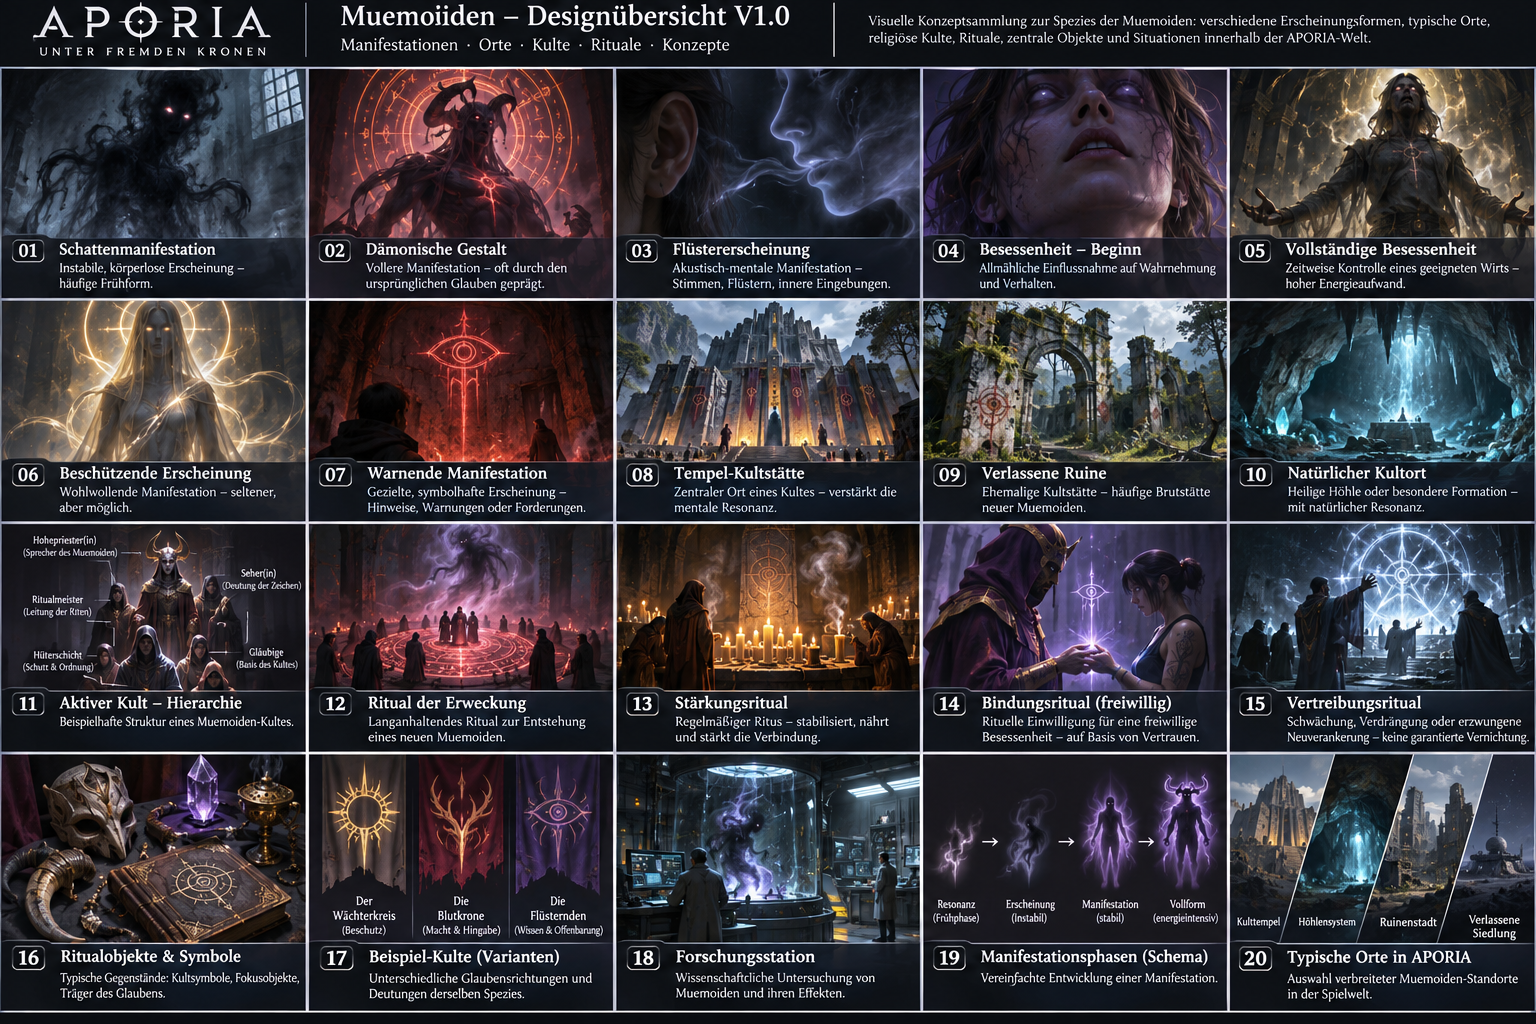 APORIA
UNTER FREMDEN KRONEN
Muemoiiden – Designübersicht V1.0
Manifestationen · Orte · Kulte · Rituale · Konzepte
Visuelle Konzeptsammlung zur Spezies der Muemoiden: verschiedene Erscheinungsformen, typische Orte,
religiöse Kulte, Rituale, zentrale Objekte und Situationen innerhalb der APORIA-Welt.
01 Schattenmanifestation
Instabile, körperlose Erscheinung –
häufige Frühform.
02 Dämonische Gestalt
Vollere Manifestation – oft durch den
ursprünglichen Glauben geprägt.
03 Flüstererscheinung
Akustisch-mentale Manifestation –
Stimmen, Flüstern, innere Eingebungen.
04 Besessenheit – Beginn
Allmähliche Einflussnahme auf Wahrnehmung
und Verhalten.
05 Vollständige Besessenheit
Zeitweise Kontrolle eines geeigneten Wirts –
hoher Energieaufwand.
06 Beschützende Erscheinung
Wohlwollende Manifestation – seltener,
aber möglich.
07 Warnende Manifestation
Gezielte, symbolhafte Erscheinung –
Hinweise, Warnungen oder Forderungen.
08 Tempel-Kultstätte
Zentraler Ort eines Kultes – verstärkt die
mentale Resonanz.
09 Verlassene Ruine
Ehemalige Kultstätte – häufige Brutstätte
neuer Muemoiden.
10 Natürlicher Kultort
Heilige Höhle oder besondere Formation –
mit natürlicher Resonanz.
Hohepriester(in)
(Sprecher des Muemoiden)
Seher(in)
(Deutung der Zeichen)
Ritualmeister
(Leitung der Riten)
Hüterschicht
(Schutt & Ordnung)
Gläubige
(Basis des Kultes)
11 Aktiver Kult – Hierarchie
Beispielhafte Struktur eines Muemoiden-Kultes.
12 Ritual der Erweckung
Langanhaltendes Ritual zur Entstehung
eines neuen Muemoiden.
13 Stärkungsritual
Regelmäßiger Ritus – stabilisiert, nährt
und stärkt die Verbindung.
14 Bindungsritual (freiwillig)
Rituelle Einwilligung für eine freiwillige
Besessenheit – auf Basis von Vertrauen.
15 Vertreibungsritual
Schwächung, Verdrängung oder erzwungene
Neuverankerung – keine garantierte Vernichtung.
16 Ritualobjekte & Symbole
Typische Gegenstände: Kultsymbole, Fokusobjekte,
Träger des Glaubens.
Der
Wächterkreis
(Beschutz)
Die
Blutkrone
(Macht & Hingabe)
Die
Flüsternden
(Wissen & Offenbarung)
17 Beispiel-Kulte (Varianten)
Unterschiedliche Glaubensrichtungen und
Deutungen derselben Spezies.
18 Forschungsstation
Wissenschaftliche Untersuchung von
Muemoiden und ihren Effekten.
Resonanz
(Frühphase)
Erscheinung
(Instabil)
Manifestation
(stabil)
Vollform
(energieintensiv)
19 Manifestationsphasen (Schema)
Vereinfachte Entwicklung einer Manifestation.
Kulttempel
Höhlensystem
Ruinenstadt
Verlassene
Siedlung
20 Typische Orte in APORIA
Auswahl verbreiteter Muemoiden-Standorte
in der Spielwelt.